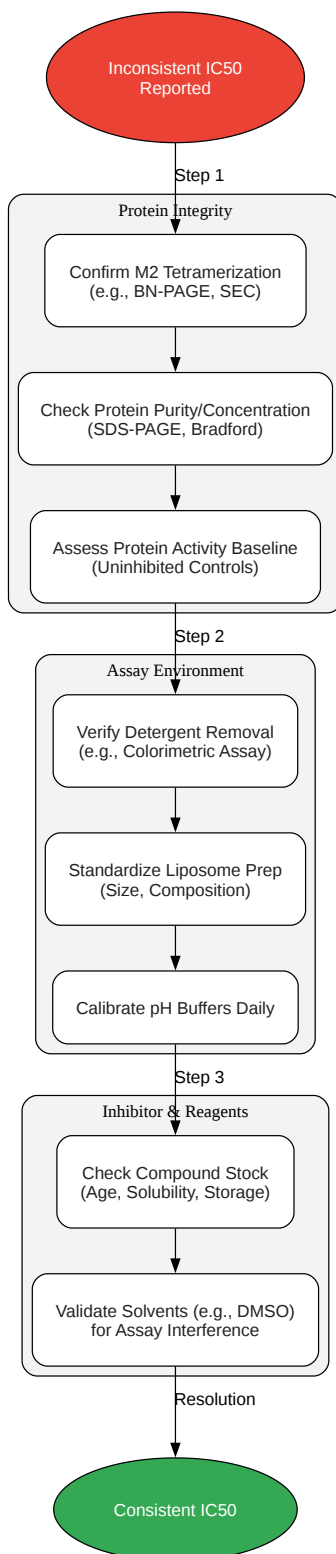 Inconsistent IC50
Reported
Step 1
Protein Integrity
Confirm M2 Tetramerization
(e.g., BN-PAGE, SEC)
Check Protein Purity/Concentration
(SDS-PAGE, Bradford)
Assess Protein Activity Baseline
(Uninhibited Controls)
Step 2
Assay Environment
Verify Detergent Removal
(e.g., Colorimetric Assay)
Standardize Liposome Prep
(Size, Composition)
Calibrate pH Buffers Daily
Step 3
Inhibitor & Reagents
Check Compound Stock
(Age, Solubility, Storage)
Validate Solvents (e.g., DMSO)
for Assay Interference
Resolution
Consistent IC50